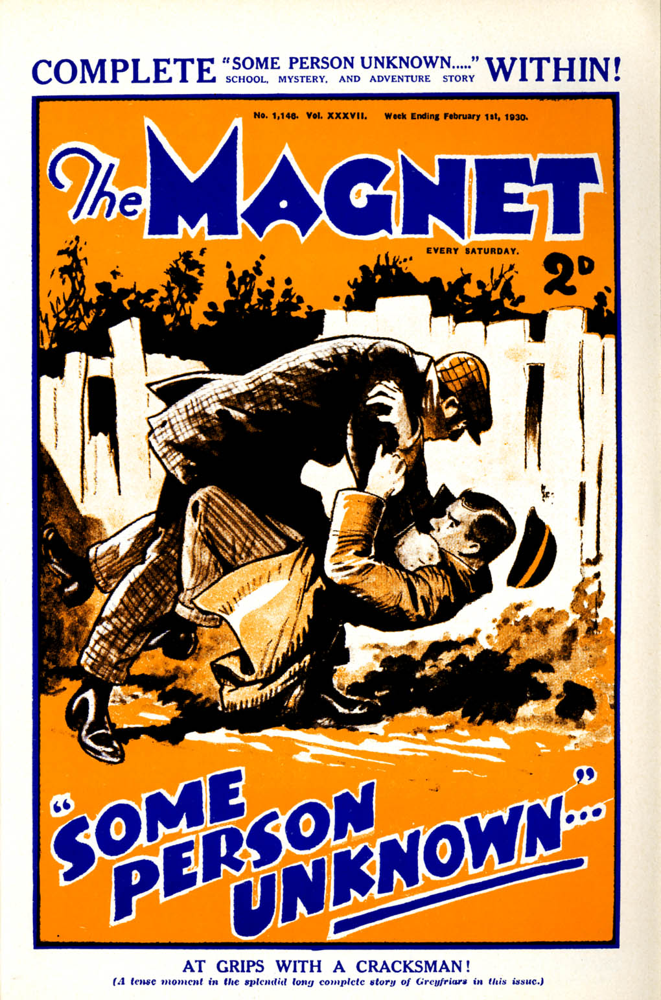 COMPLETE "SOME PERSON UNKNOWN....." WITHIN!
SCHOOL, MYSTERY, AND ADVENTURE STORY
No. 1,146. Vol. XXXVII. Week Ending February 1st, 1930.
The MAGNET
EVERY SATURDAY.
2D
"SOME
PERSON
UNKNOWN..."
AT GRIPS WITH A CRACKSMAN!
(A tense moment in the splendid long complete story of Greyfriars in this issue.)